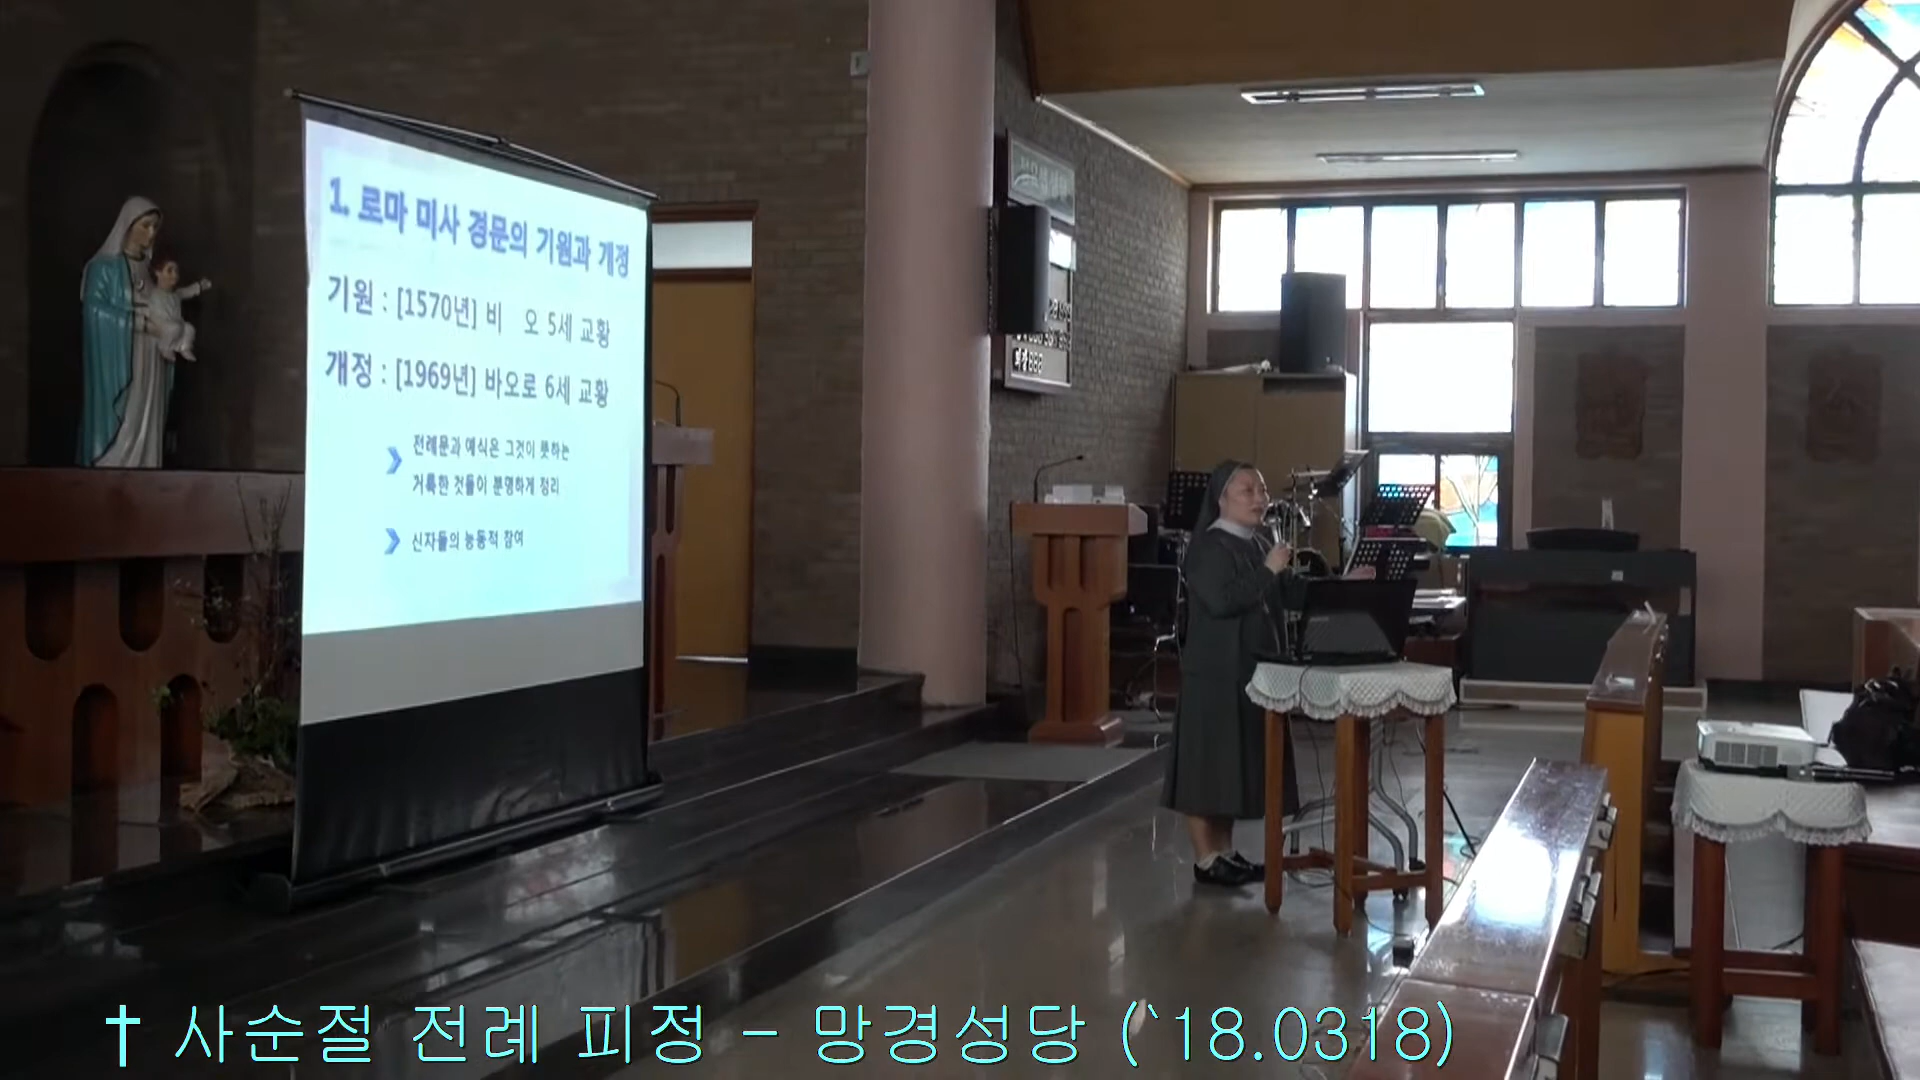 1. 로마 미사 경문의 기원과 개정
기원 : [1570년] 비 오 5세 교황
개정 : [1969년] 바오로 6세 교황
전례문과 예식은 그것이 뜻하는
거룩한 것들이 분명하게 정리
신자들의 능동적 참여
† 사순절 전례 피정 - 망경성당 (`18.0318)